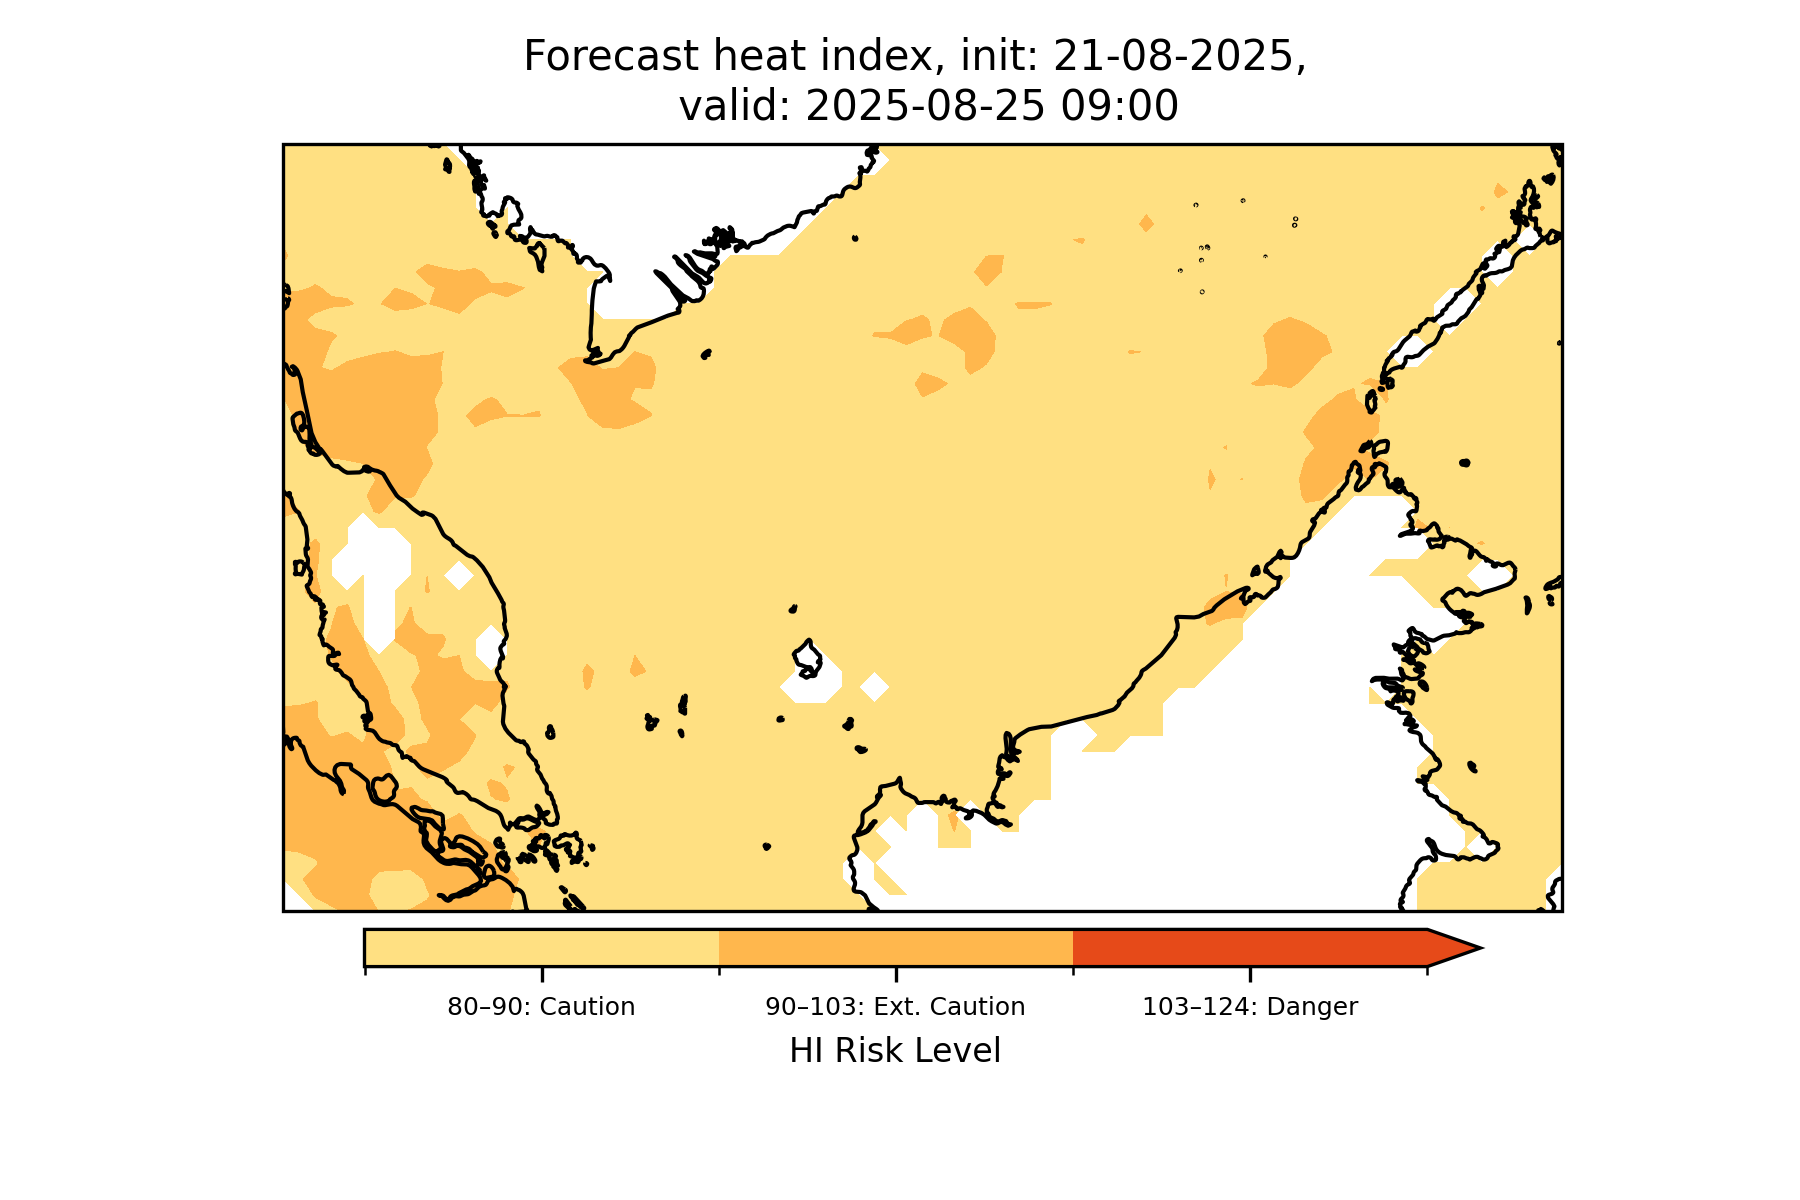 Forecast heat index, init: 21-08-2025,
valid: 2025-08-25 09:00
80–90: Caution
90–103: Ext. Caution
103–124: Danger
HI Risk Level